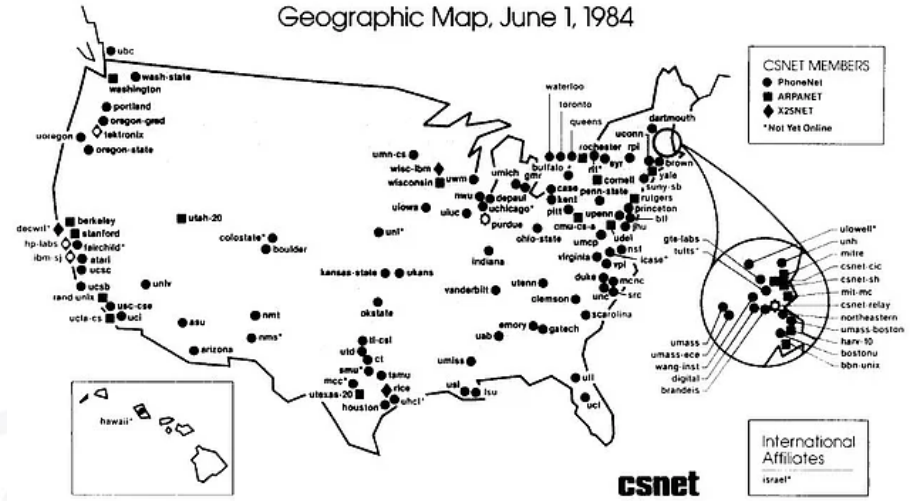 Geographic Map, June 1, 1984
CSNET MEMBERS
PhoneNet
ARPANET
X25NET
*Not Yet Online
ubc
wash-state
washington
portland
oregon-grad
tektronix
uoregon
oregon-state
berkeley
stanford
decwrl*
hp-labs
fairchild*
ibm-sj
atari
ucsc
ucsb
univ
rand unix
usc-cse
ucla-cs
uci
utah-20
colostate*
boulder
asu
arizona
nmt
nms*
umn-cs
wisc-ibm
wisconsin
uwm
nwu
depaul
uchicago*
uiowa
uiuc
purdue
unl*
indiana
kansas-state
ukans
okstate
vanderbilt
ti-csl
utd
ct
smu*
tamu
mcc*
rice
utexas-20
houston
uhcl*
usl
lsu
umiss
uab
emory
gatech
utenn
clemson
scarolina
ufl
ucf
waterloo
toronto
queens
uconn
dartmouth
rochester
rpi
buffalo
rit*
syr
brown
yale
suny-sb
cornell
umich
gmr
case
kent
penn-state
rutgers
princeton
bll
pitt
cmu-cs-a
upenn
jhu
udel
ohio-state
umcp
nsf
virginia
icase*
vpi
duke
mcnc
unc
src
gte-labs
tufts*
ulowell*
unh
mitre
csnet-cic
csnet-sh
mit-mc
csnet-relay
northeastern
umass-boston
harv-10
bostonu
bbn-unix
umass
umass-ece
wang-inst
digital
brandeis
hawaii*
International
Affiliates
israel*
csnet